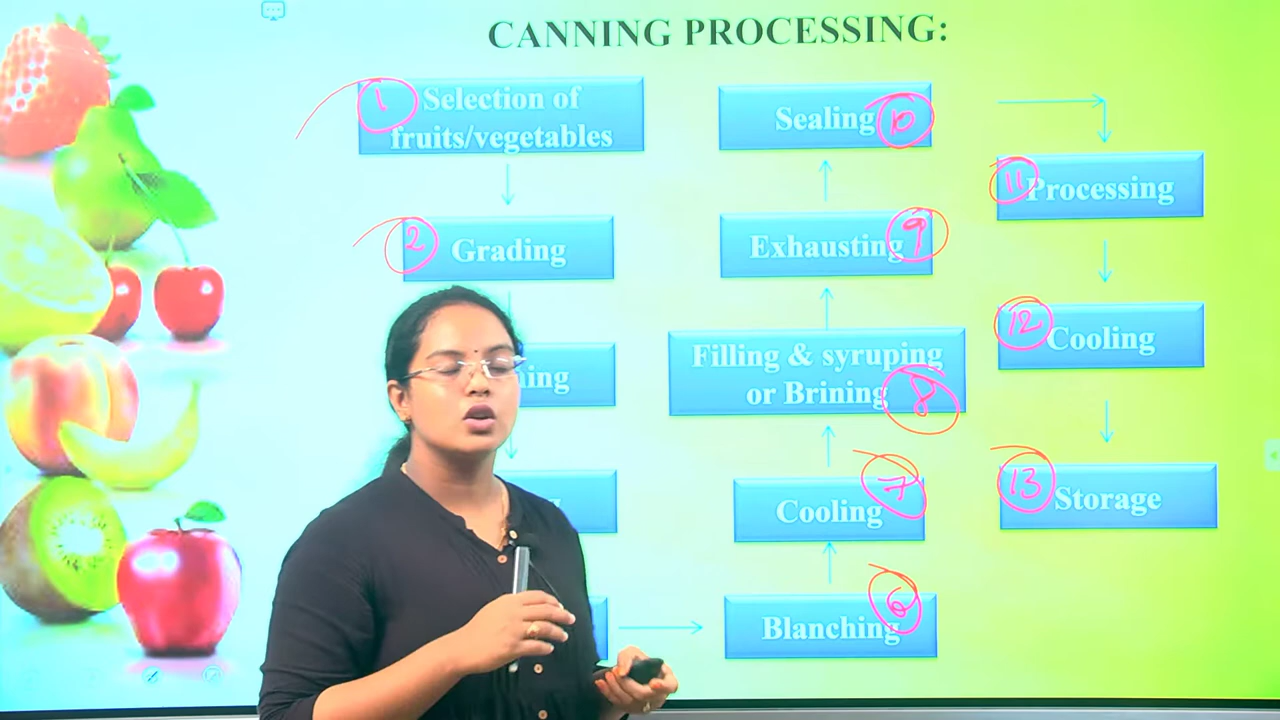 CANNING PROCESSING:
1
Selection of
fruits/vegetables
2
Grading
6
Blanching
7
Cooling
Filling & syruping
or Brining
8
Exhausting
9
Sealing
10
11
Processing
12
Cooling
13
Storage